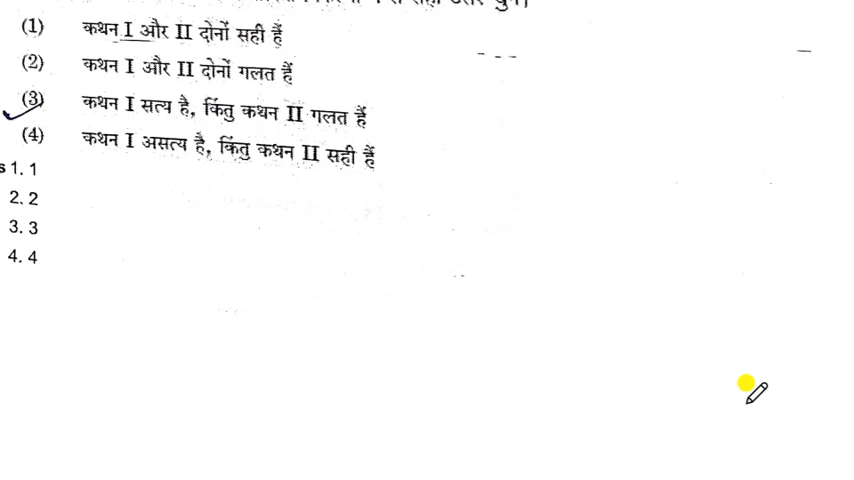 (1) कथन I और II दोनों सही हैं
(2) कथन I और II दोनों गलत हैं
(3) कथन I सत्य है, किंतु कथन II गलत हैं
(4) कथन I असत्य है, किंतु कथन II सही हैं
s 1. 1
2. 2
3. 3
4. 4